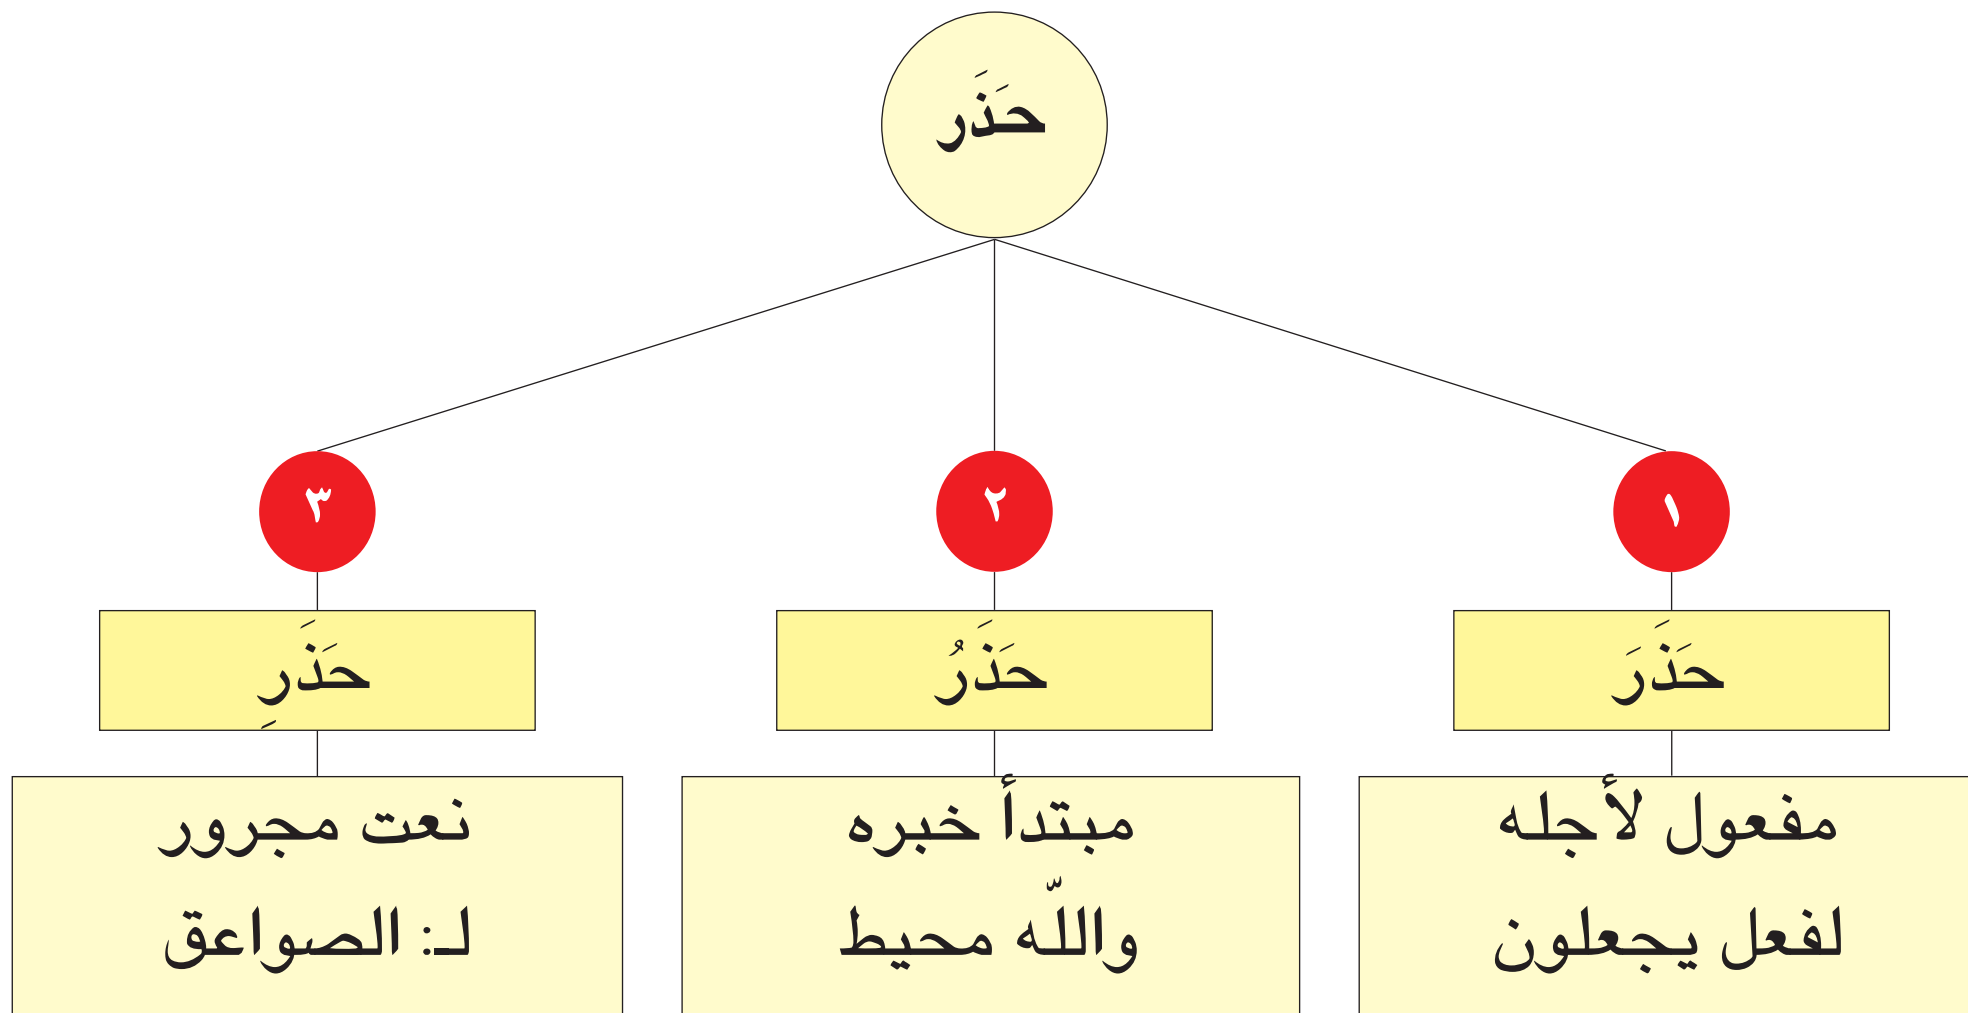 حَذَر
١
٢
٣
حَذَرَ
حَذَرُ
حَذَرِ
مفعول لأجله
لفعل يجعلون
مبتدأ خبره
واللّه محيط
نعت مجرور
لـ: الصواعق